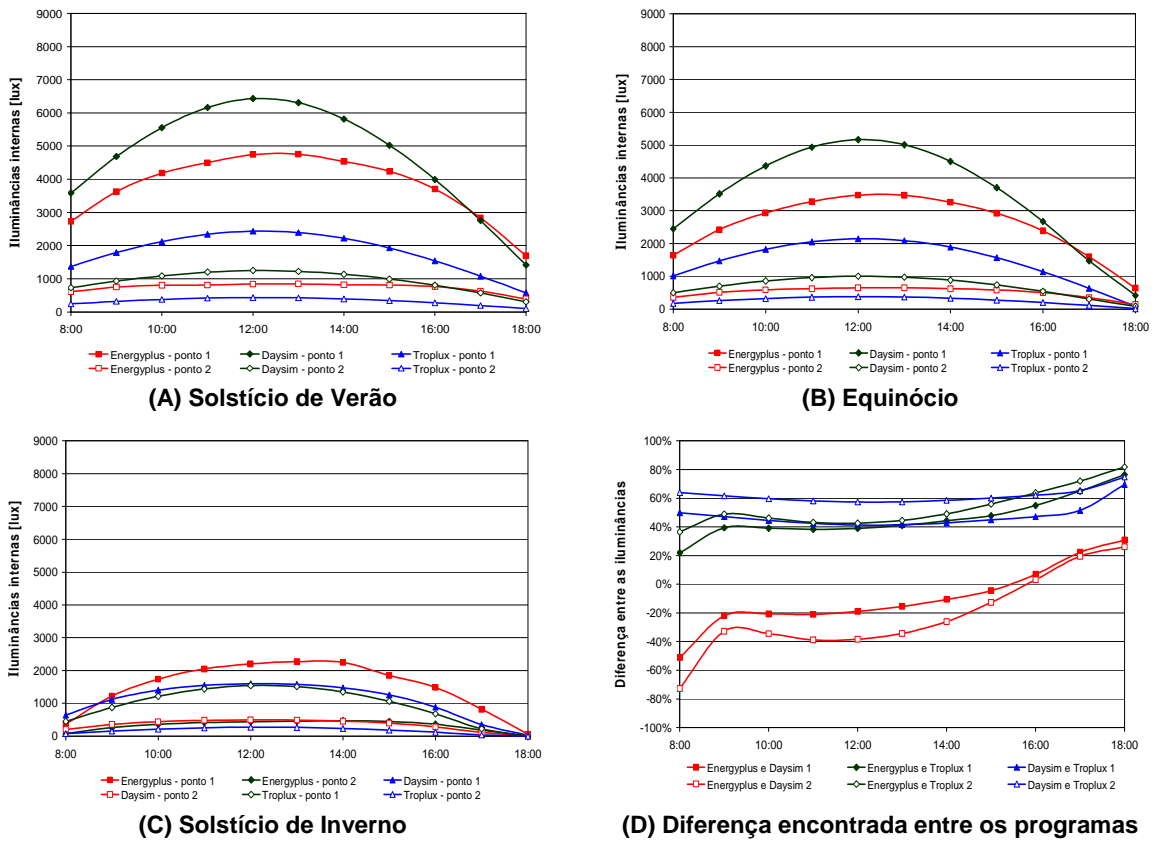 Iluminâncias internas [lux]
9000
8000
7000
6000
5000
4000
3000
2000
1000
0
8:00 10:00 12:00 14:00 16:00 18:00
Energyplus - ponto 1 Daysim - ponto 1 Troplux - ponto 1
Energyplus - ponto 2 Daysim - ponto 2 Troplux - ponto 2
(A) Solstício de Verão
Iluminâncias internas [lux]
9000
8000
7000
6000
5000
4000
3000
2000
1000
0
8:00 10:00 12:00 14:00 16:00 18:00
Energyplus - ponto 1 Daysim - ponto 1 Troplux - ponto 1
Energyplus - ponto 2 Daysim - ponto 2 Troplux - ponto 2
(B) Equinócio
Iluminâncias internas [lux]
9000
8000
7000
6000
5000
4000
3000
2000
1000
0
8:00 10:00 12:00 14:00 16:00 18:00
Energyplus - ponto 1 Energyplus - ponto 2 Daysim - ponto 1
Daysim - ponto 2 Troplux - ponto 1 Troplux - ponto 2
(C) Solstício de Inverno
Diferença entre as iluminâncias
100%
80%
60%
40%
20%
0%
-20%
-40%
-60%
-80%
-100%
8:00 10:00 12:00 14:00 16:00 18:00
Energyplus e Daysim 1 Energyplus e Troplux 1 Daysim e Troplux 1
Energyplus e Daysim 2 Energyplus e Troplux 2 Daysim e Troplux 2
(D) Diferença encontrada entre os programas